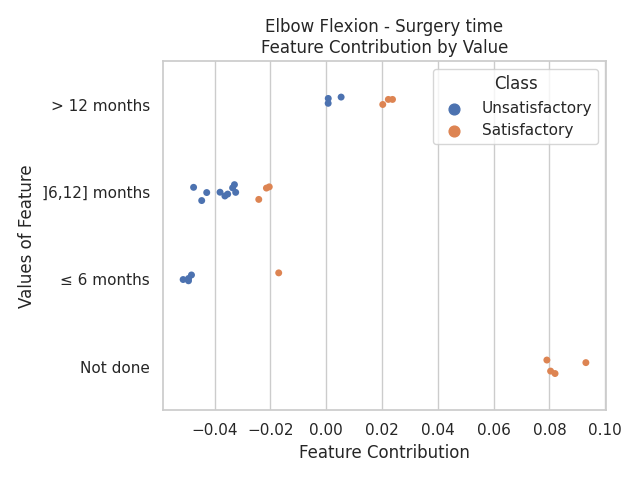 Elbow Flexion - Surgery time
Feature Contribution by Value
Class
Unsatisfactory
Satisfactory
Values of Feature
> 12 months
]6,12] months
≤ 6 months
Not done
−0.04 −0.02 0.00 0.02 0.04 0.06 0.08 0.10
Feature Contribution